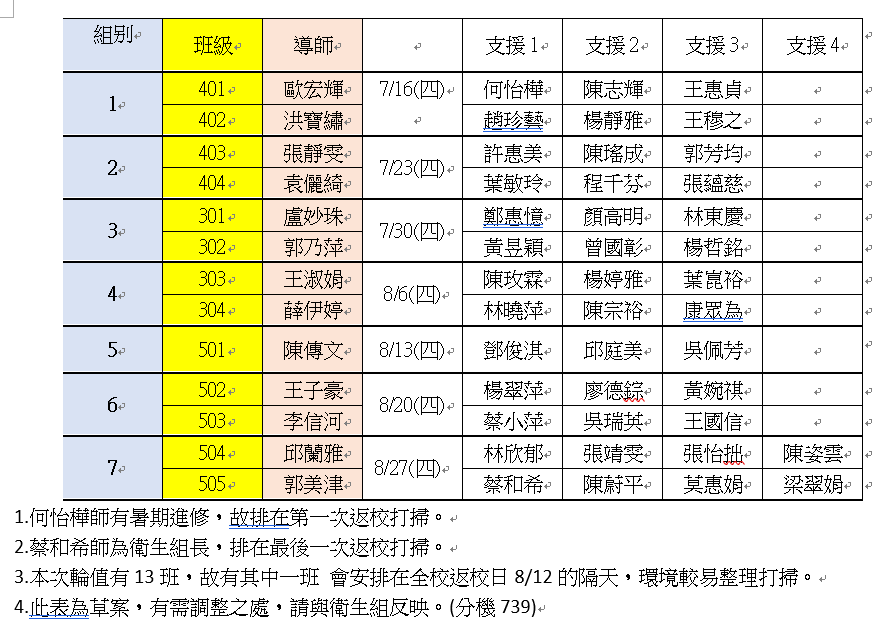 組別 班級 導師 支援 1 支援 2 支援 3 支援 4
1 401 歐宏輝 7/16(四) 何怡樺 陳志輝 王惠貞
402 洪寶繡 趙珍藝 楊靜雅 王穆之
2 403 張靜雯 7/23(四) 許惠美 陳瑤成 郭芳均
404 袁儷綺 葉敏玲 程千芬 張蘊慈
3 301 盧妙珠 7/30(四) 鄭惠憶 顏高明 林東慶
302 郭乃萍 黃昱穎 曾國彰 楊哲銘
4 303 王淑娟 8/6(四) 陳玫霖 楊婷雅 葉崑裕
304 薛伊婷 林曉萍 陳宗裕 康眾為
5 501 陳傳文 8/13(四) 鄧俊淇 邱庭美 吳佩芳
6 502 王子豪 8/20(四) 楊翠萍 廖德錝 黃婉祺
503 李信河 蔡小萍 吳瑞英 王國信
7 504 邱蘭雅 8/27(四) 林欣郁 張靖雯 張怡拙 陳姿雲
505 郭美津 蔡和希 陳蔚平 莫惠娟 梁翠娟
1.何怡樺師有暑期進修，故排在第一次返校打掃。
2.蔡和希師為衛生組長，排在最後一次返校打掃。
3.本次輪值有 13 班，故有其中一班 會安排在全校返校日 8/12 的隔天，環境較易整理打掃。
4.此表為草案，有需調整之處，請與衛生組反映。(分機 739)